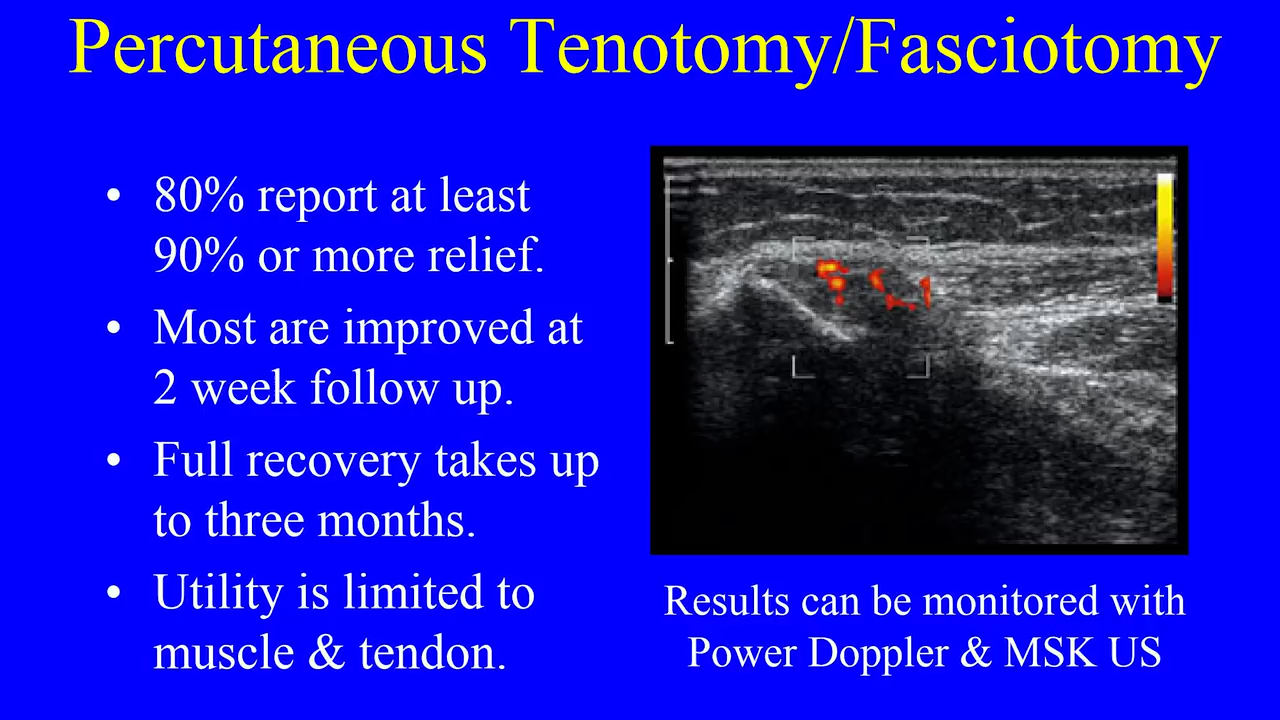 Percutaneous Tenotomy/Fasciotomy
• 80% report at least
90% or more relief.
• Most are improved at
2 week follow up.
• Full recovery takes up
to three months.
• Utility is limited to
muscle & tendon.
Results can be monitored with
Power Doppler & MSK US